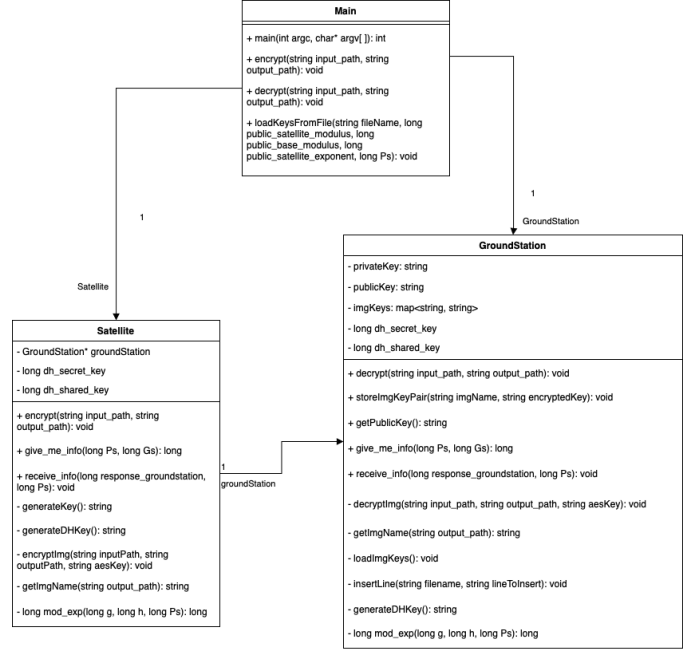 Main
+ main(int argc, char* argv[ ]): int
+ encrypt(string input_path, string
output_path): void
+ decrypt(string input_path, string
output_path): void
+ loadKeysFromFile(string fileName, long
public_satellite_modulus, long
public_base_modulus, long
public_satellite_exponent, long Ps): void
1
Satellite
1
GroundStation
Satellite
- GroundStation* groundStation
- long dh_secret_key
- long dh_shared_key
+ encrypt(string input_path, string
output_path): void
+ give_me_info(long Ps, long Gs): long
+ receive_info(long response_groundstation,
long Ps): void
- generateKey(): string
- generateDHKey(): string
- encryptImg(string inputPath, string
outputPath, string aesKey): void
- getImgName(string output_path): string
- long mod_exp(long g, long h, long Ps): long
1
groundStation
GroundStation
- privateKey: string
- publicKey: string
- imgKeys: map<string, string>
- long dh_secret_key
- long dh_shared_key
+ decrypt(string input_path, string output_path): void
+ storeImgKeyPair(string imgName, string encryptedKey): void
+ getPublicKey(): string
+ give_me_info(long Ps, long Gs): long
+ receive_info(long response_groundstation, long Ps): void
- decryptImg(string input_path, string output_path, string aesKey): void
- getImgName(string output_path): string
- loadImgKeys(): void
- insertLine(string filename, string lineToInsert): void
- generateDHKey(): string
- long mod_exp(long g, long h, long Ps): long